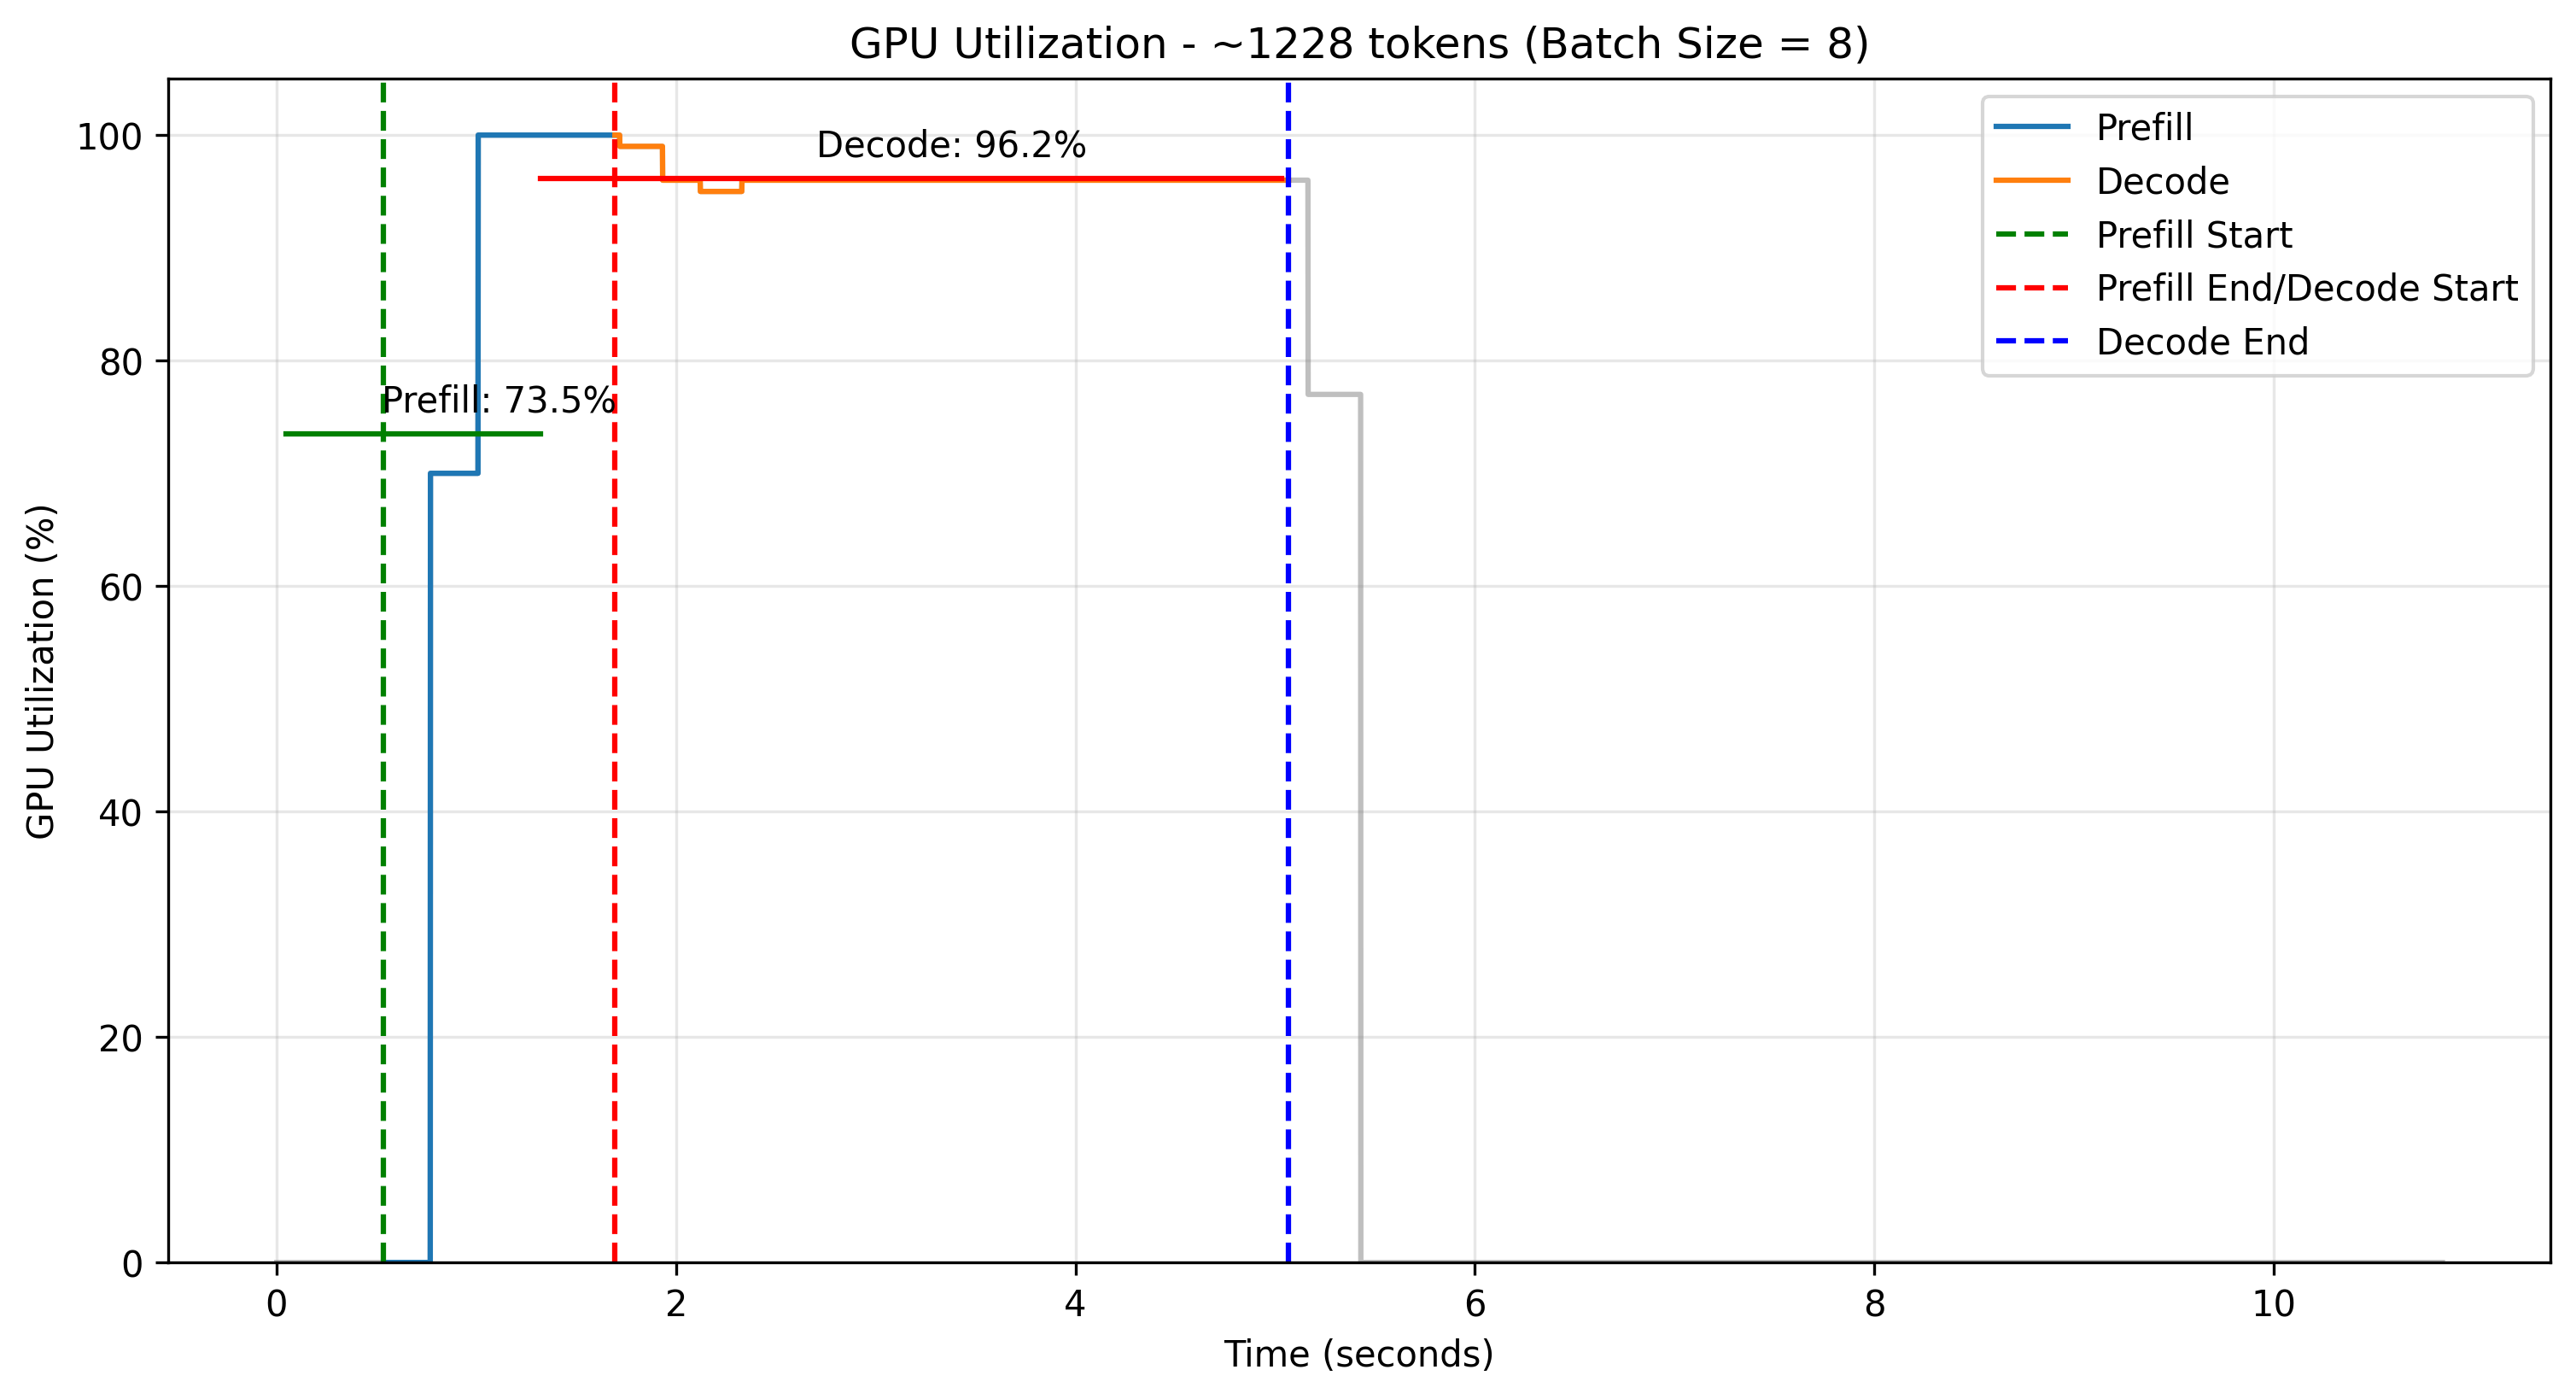 GPU Utilization - ~1228 tokens (Batch Size = 8)
GPU Utilization (%)
100
80
60
40
20
0
Decode: 96.2%
Prefill: 73.5%
Prefill
Decode
Prefill Start
Prefill End/Decode Start
Decode End
0
2
4
6
8
10
Time (seconds)